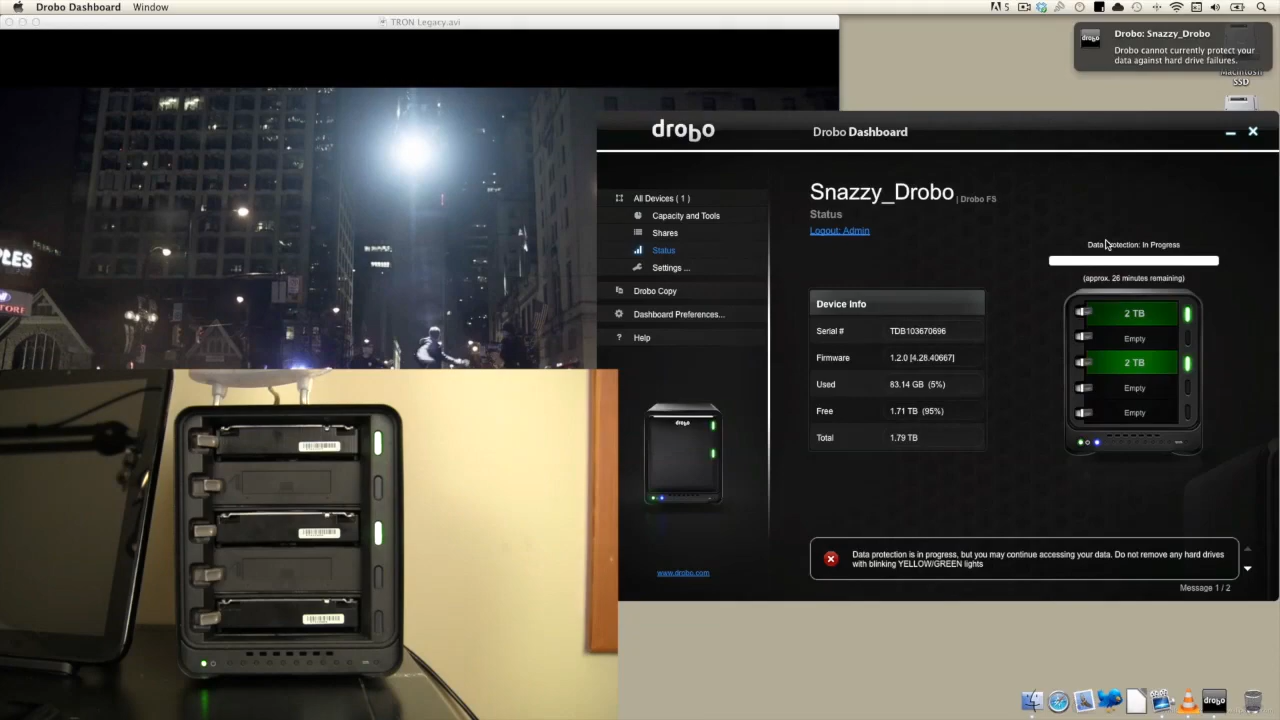 Drobo Dashboard Window
TRON Legacy.avi
Drobo: Snazzy_Drobo
Drobo cannot currently protect your
data against hard drive failures.
SSD
drobo
Drobo Dashboard
All Devices ( 1 )
Capacity and Tools
Shares
Status
Settings ...
Drobo Copy
Dashboard Preferences...
Help
drobo
www.drobo.com
Snazzy_Drobo | Drobo FS
Status
Logout: Admin
Device Info
Serial # TDB103670696
Firmware 1.2.0 [4.28.40667]
Used 83.14 GB (5%)
Free 1.71 TB (95%)
Total 1.79 TB
Data Protection: In Progress
(approx. 26 minutes remaining)
2 TB
Empty
2 TB
Empty
Empty
Data protection is in progress, but you may continue accessing your data. Do not remove any hard drives
with blinking YELLOW/GREEN lights
Message 1 / 2
drobo